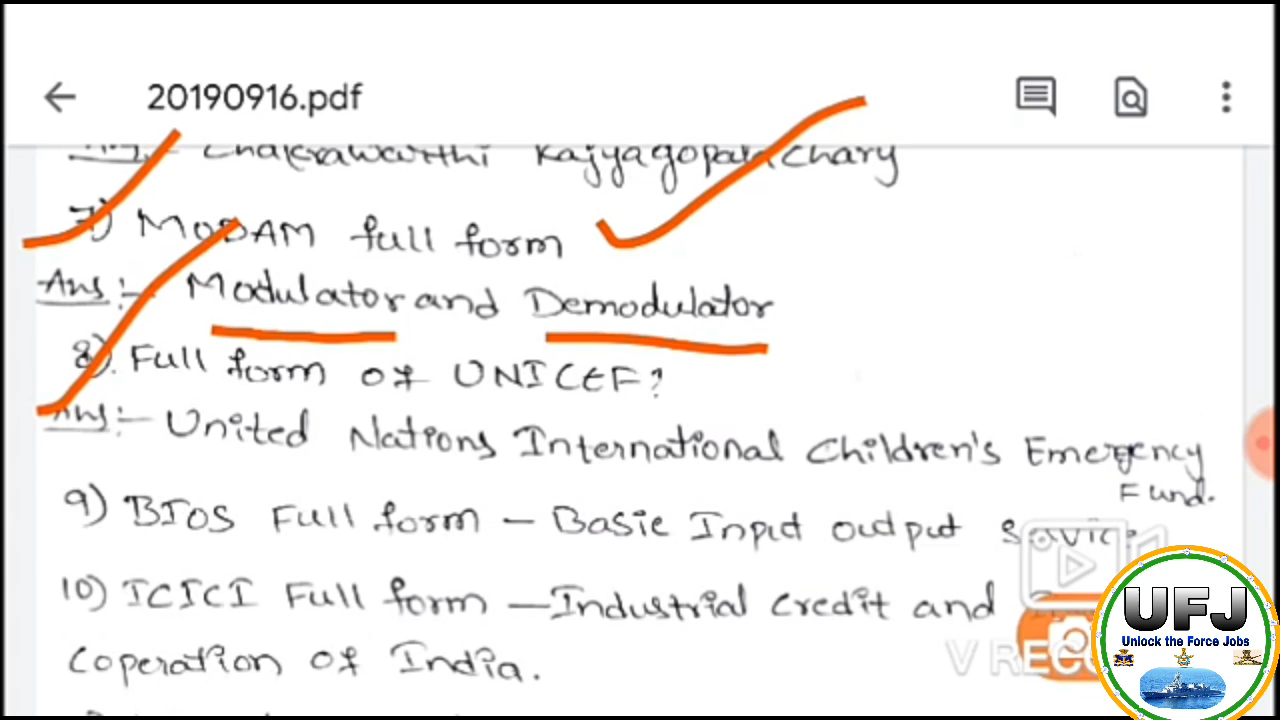 20190916.pdf
Chakrawarthi Rajyagopalachary
7) MODAM full form
Ans:- Modulator and Demodulator
8). Full form of UNICEF?
Ans:- United Nations International Children's Emergency
Fund.
9) BIOS Full form - Basic Input output
10) ICICI Full form - Industrial Credit and
Coperation of India.
V RECO
UFJ
Unlock the Force Jobs